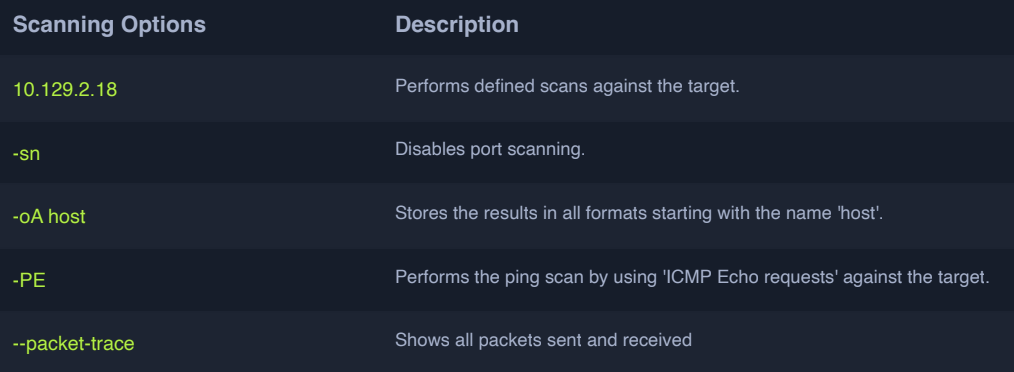 Scanning Options Description
10.129.2.18 Performs defined scans against the target.
-sn Disables port scanning.
-oA host Stores the results in all formats starting with the name 'host'.
-PE Performs the ping scan by using 'ICMP Echo requests' against the target.
--packet-trace Shows all packets sent and received